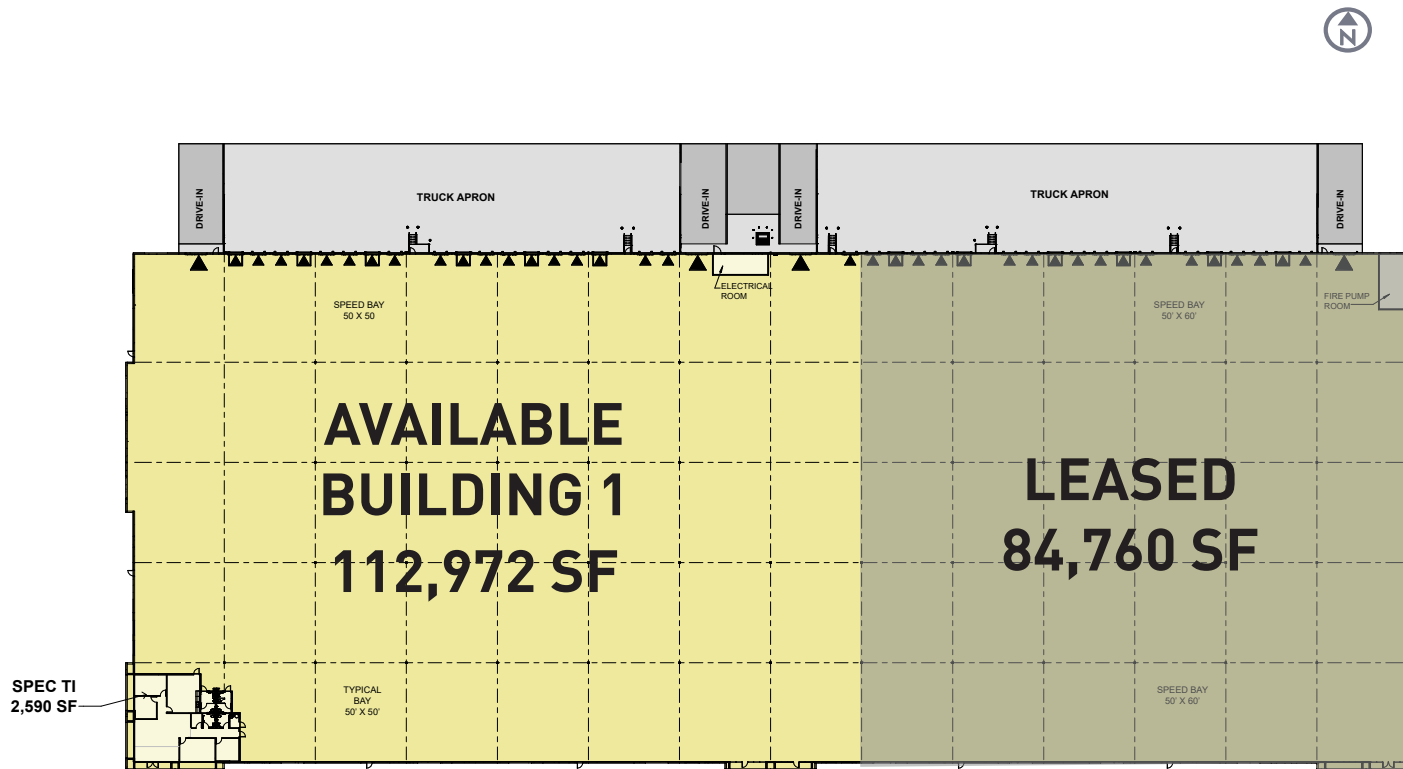 N
DRIVE-IN
TRUCK APRON
DRIVE-IN
DRIVE-IN
TRUCK APRON
DRIVE-IN
ELECTRICAL
ROOM
SPEED BAY
50 X 50
SPEED BAY
50' X 60'
FIRE PUMP
ROOM
AVAILABLE
BUILDING 1
112,972 SF
LEASED
84,760 SF
SPEC TI
2,590 SF
TYPICAL
BAY
50' X 50'
SPEED BAY
50' X 60'